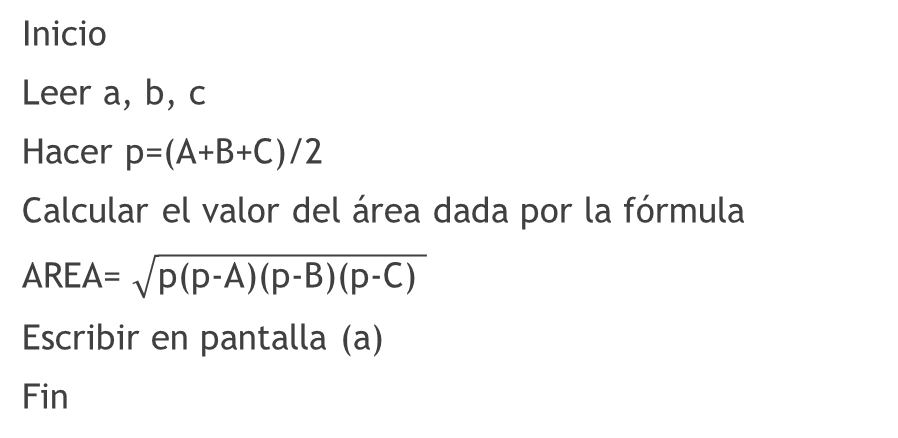 Inicio
Leer a, b, c
Hacer p=(A+B+C)/2
Calcular el valor del área dada por la fórmula
AREA= √p(p-A)(p-B)(p-C)
Escribir en pantalla (a)
Fin